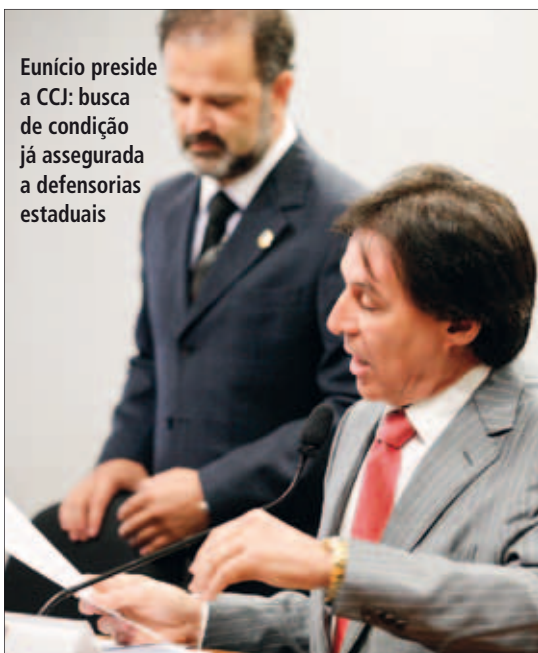 Eunício preside
a CCJ: busca
de condição
já assegurada
a defensorias
estaduais